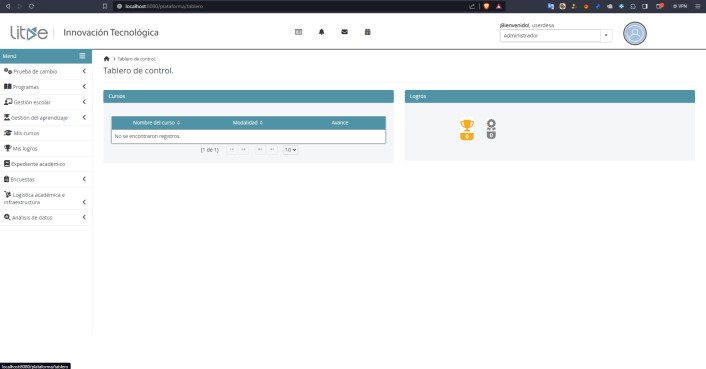 localhost:8080/plataforma/tablero
VPN
Innovación Tecnológica
¡Bienvenido!, userdesa
Administrador
Menú
Prueba de cambio
Programas
Gestión escolar
Gestión del aprendizaje
Mis cursos
Mis logros
Expediente académico
Encuestas
Logística académica e
infraestructura
Análisis de datos
> Tablero de control.
Tablero de control.
Cursos
Nombre del curso
Modalidad
Avance
No se encontraron registros.
(1 de 1)
10
Logros
localhost:8080/plataforma/tablero